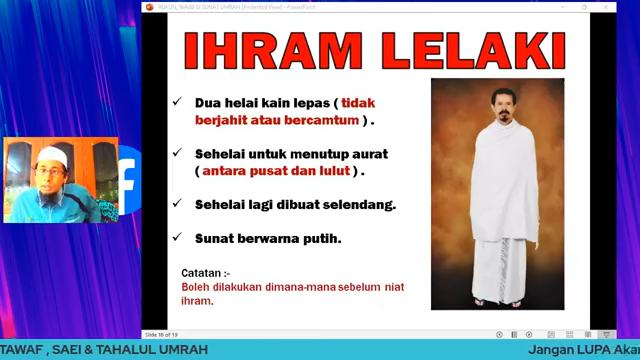 RUKUN, WAJIB & SUNAT UMRAH [Protected View] - PowerPoint
IHRAM LELAKI
✓ Dua helai kain lepas ( tidak
berjahit atau bercamtum ) .
✓ Sehelai untuk menutup aurat
( antara pusat dan lulut ) .
✓ Sehelai lagi dibuat selendang.
✓ Sunat berwarna putih.
Catatan :-
Boleh dilakukan dimana-mana sebelum niat
ihram.
Slide 18 of 19
TAWAF , SAEI & TAHALUL UMRAH
Jangan LUPA Akan